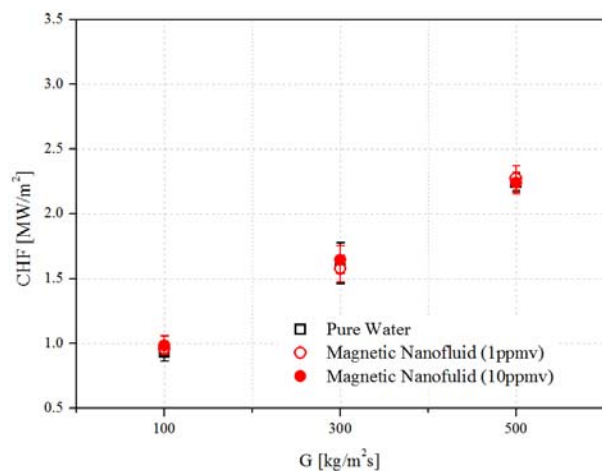 3.5
3.0
2.5
2.0
1.5
1.0
0.5
CHF [MW/m²]
Pure Water
Magnetic Nanofluid (1ppmv)
Magnetic Nanofulid (10ppmv)
100 300 500
G [kg/m²s]